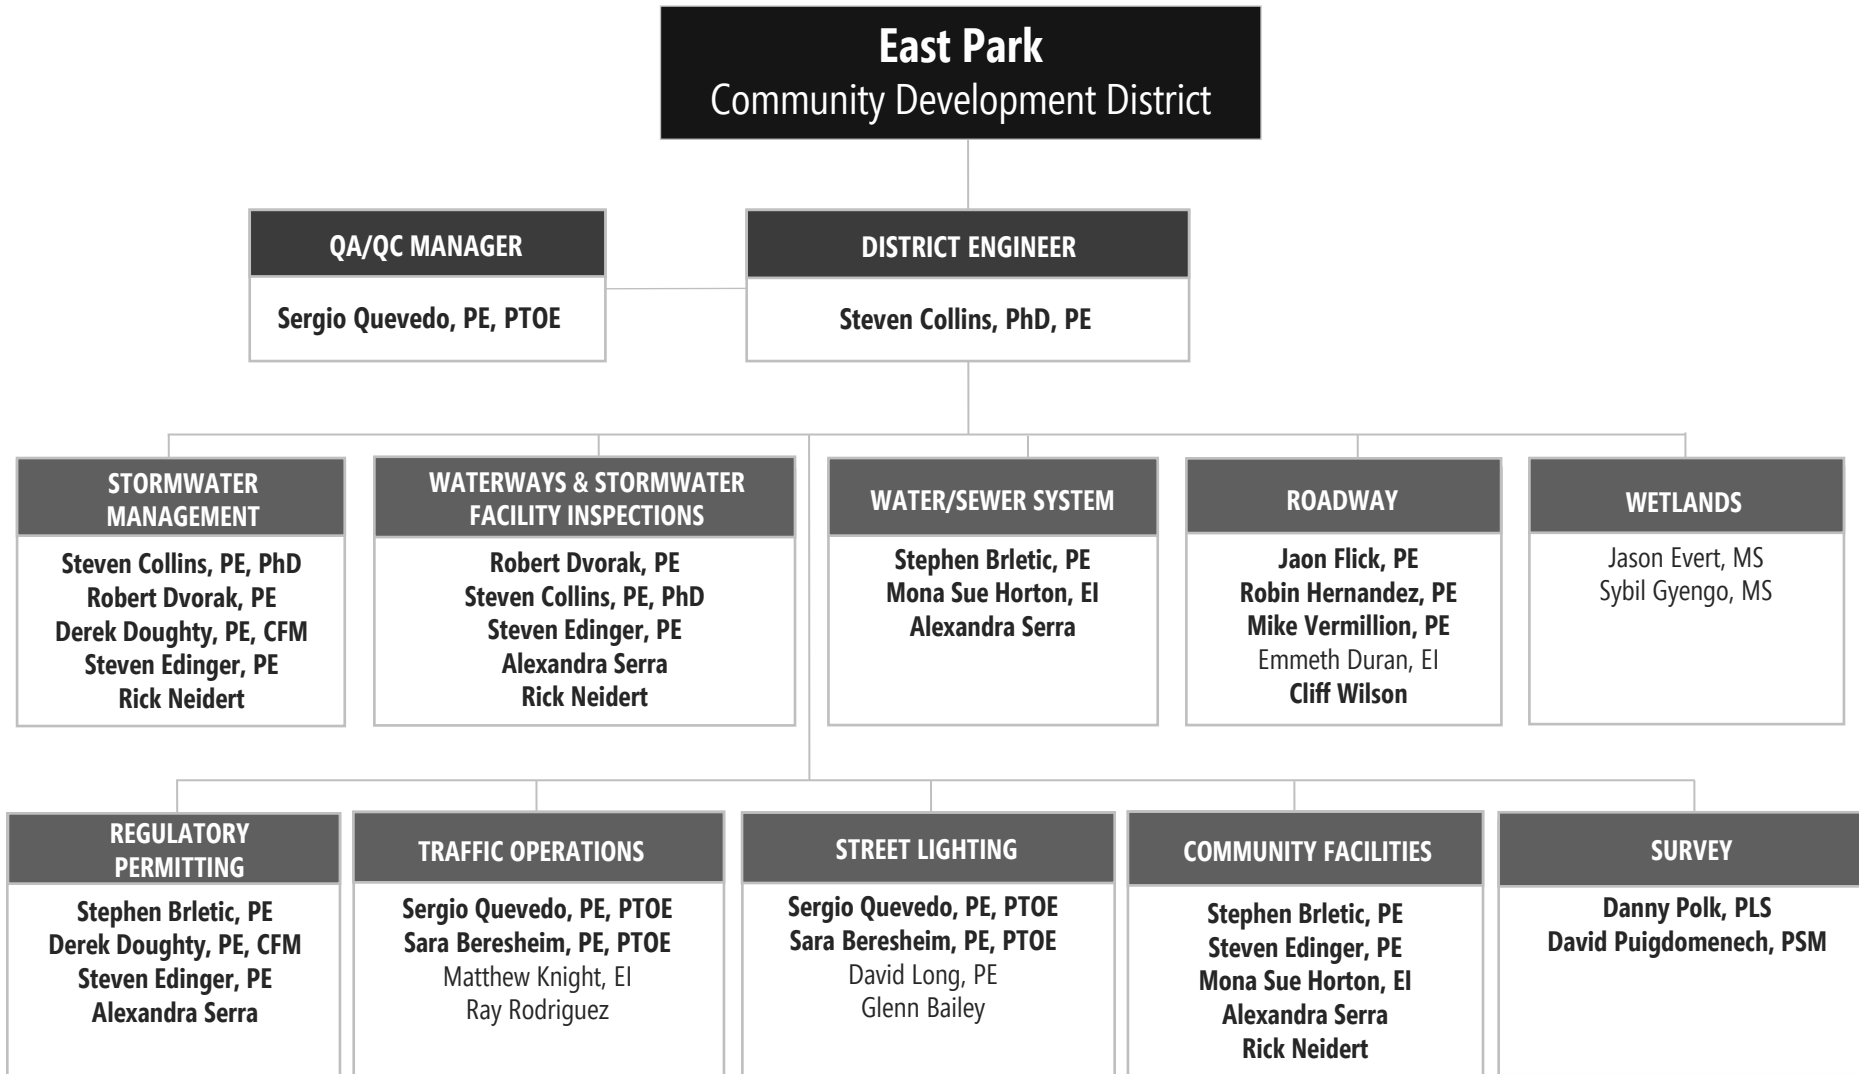 East Park
Community Development District
QA/QC MANAGER
Sergio Quevedo, PE, PTOE
DISTRICT ENGINEER
Steven Collins, PhD, PE
STORMWATER
MANAGEMENT
Steven Collins, PE, PhD
Robert Dvorak, PE
Derek Doughty, PE, CFM
Steven Edinger, PE
Rick Neidert
WATERWAYS & STORMWATER
FACILITY INSPECTIONS
Robert Dvorak, PE
Steven Collins, PE, PhD
Steven Edinger, PE
Alexandra Serra
Rick Neidert
WATER/SEWER SYSTEM
Stephen Brletic, PE
Mona Sue Horton, EI
Alexandra Serra
ROADWAY
Jaon Flick, PE
Robin Hernandez, PE
Mike Vermillion, PE
Emmeth Duran, EI
Cliff Wilson
WETLANDS
Jason Evert, MS
Sybil Gyengo, MS
REGULATORY
PERMITTING
Stephen Brletic, PE
Derek Doughty, PE, CFM
Steven Edinger, PE
Alexandra Serra
TRAFFIC OPERATIONS
Sergio Quevedo, PE, PTOE
Sara Beresheim, PE, PTOE
Matthew Knight, EI
Ray Rodriguez
STREET LIGHTING
Sergio Quevedo, PE, PTOE
Sara Beresheim, PE, PTOE
David Long, PE
Glenn Bailey
COMMUNITY FACILITIES
Stephen Brletic, PE
Steven Edinger, PE
Mona Sue Horton, EI
Alexandra Serra
Rick Neidert
SURVEY
Danny Polk, PLS
David Puigdomenech, PSM